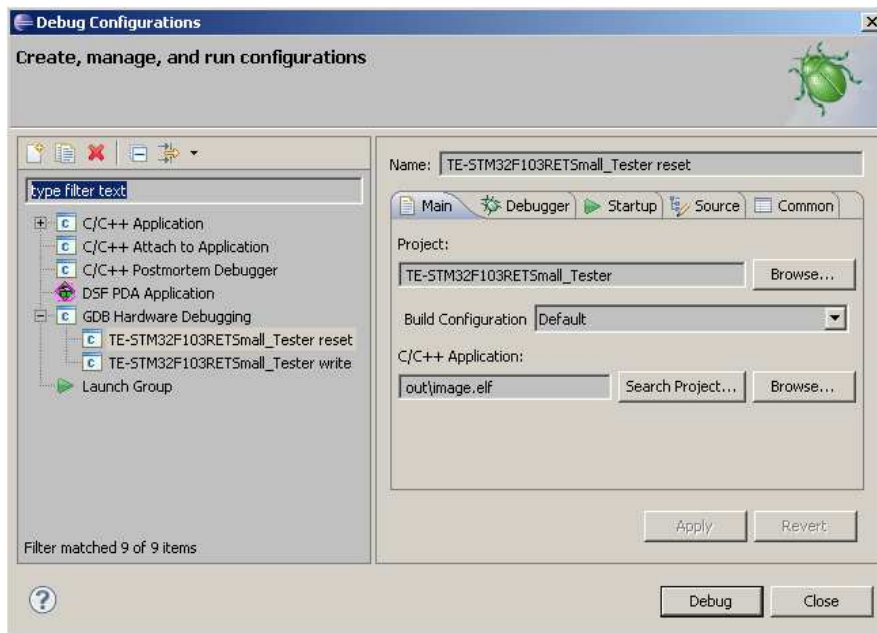 Debug Configurations
Create, manage, and run configurations
type filter text
C/C++ Application
C/C++ Attach to Application
C/C++ Postmortem Debugger
DSF PDA Application
GDB Hardware Debugging
TE-STM32F103RETSmall_Tester reset
TE-STM32F103RETSmall_Tester write
Launch Group
Filter matched 9 of 9 items
Name: TE-STM32F103RETSmall_Tester reset
Main Debugger Startup Source Common
Project:
TE-STM32F103RETSmall_Tester Browse...
Build Configuration Default
C/C++ Application:
out\image.elf Search Project... Browse...
Apply Revert
Debug Close